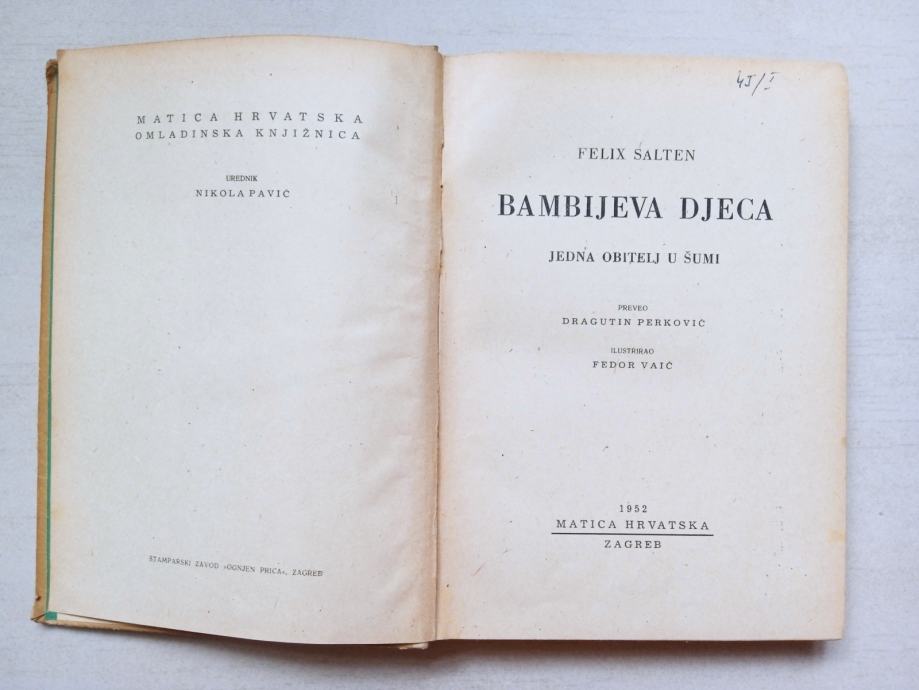 MATICA HRVATSKA
OMLADINSKA KNJIŽNICA
UREDNIK
NIKOLA PAVIĆ
ŠTAMPARSKI ZAVOD »OGNJEN PRICA«, ZAGREB
FELIX SALTEN
BAMBIJEVA DJECA
JEDNA OBITELJ U ŠUMI
PREVEO
DRAGUTIN PERKOVIĆ
ILUSTRIRAO
FEDOR VAIĆ
1952
MATICA HRVATSKA
ZAGREB